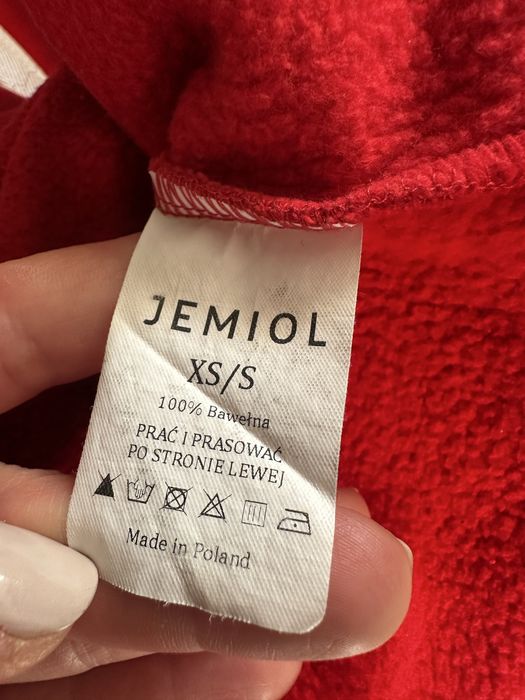 JEMIOL
XS/S
100% Bawełna
PRAĆ I PRASOWAĆ
PO STRONIE LEWEJ
Made in Poland